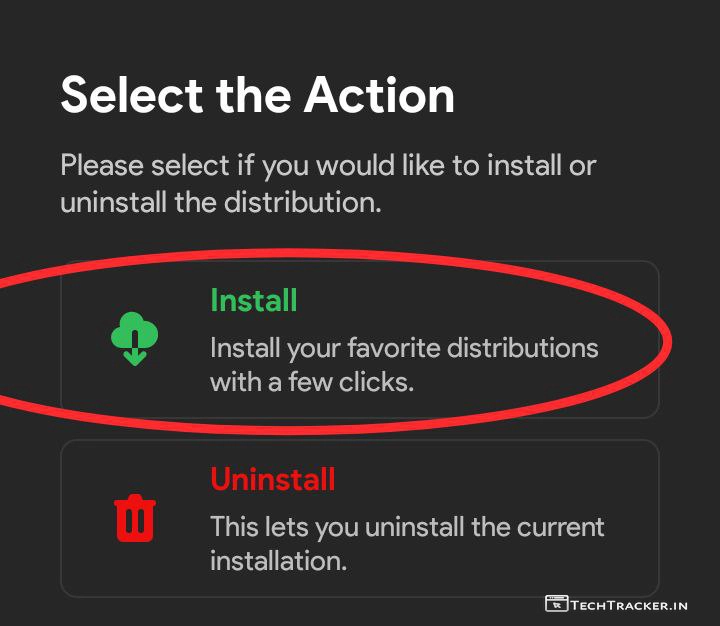 Select the Action
Please select if you would like to install or
uninstall the distribution.
Install
Install your favorite distributions
with a few clicks.
Uninstall
This lets you uninstall the current
installation.
TECHTRACKER.IN